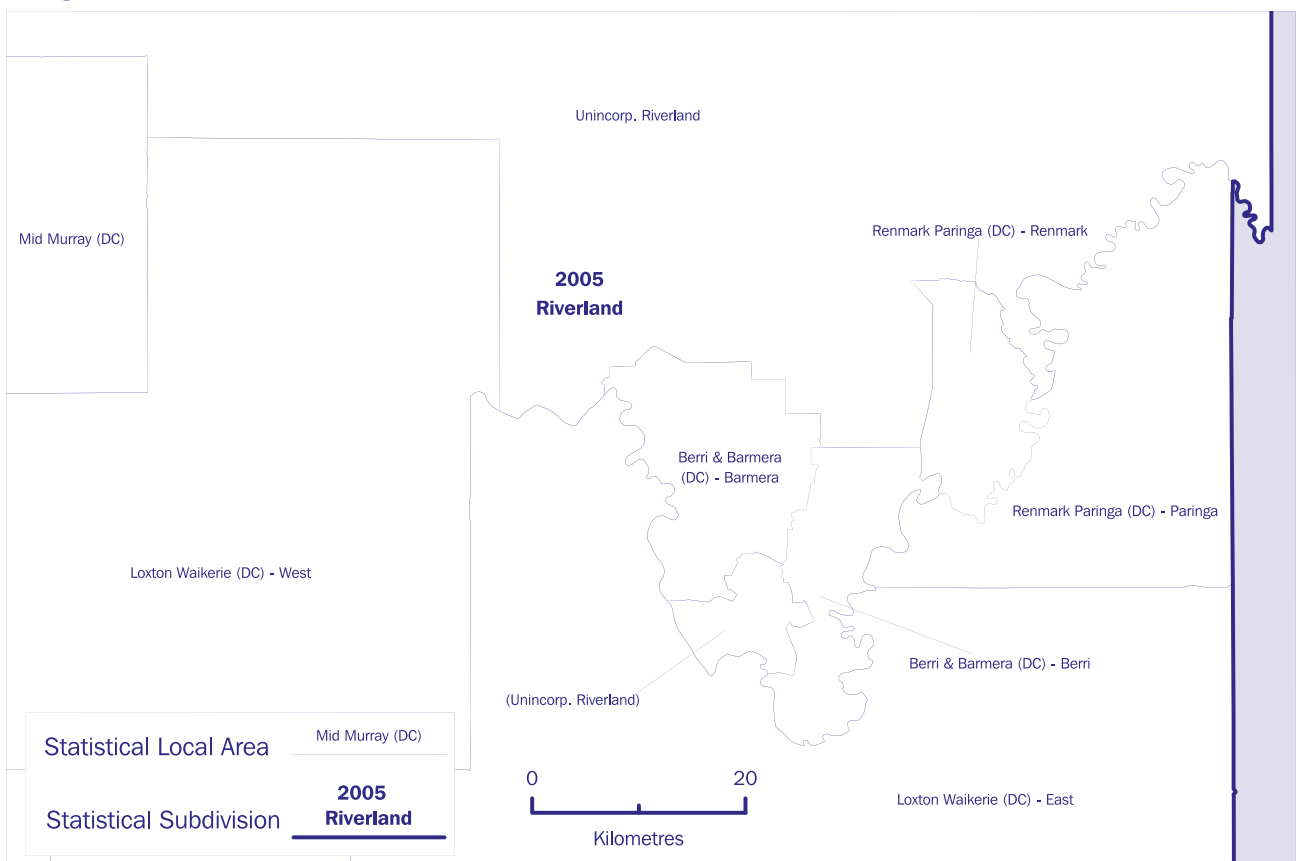 Unincorp. Riverland
Mid Murray (DC)
Renmark Paringa (DC) - Renmark
2005
Riverland
Berri & Barmera
(DC) - Barmera
Renmark Paringa (DC) - Paringa
Loxton Waikerie (DC) - West
Berri & Barmera (DC) - Berri
(Unincorp. Riverland)
Statistical Local Area
Mid Murray (DC)
Statistical Subdivision
2005
Riverland
0 20
Kilometres
Loxton Waikerie (DC) - East